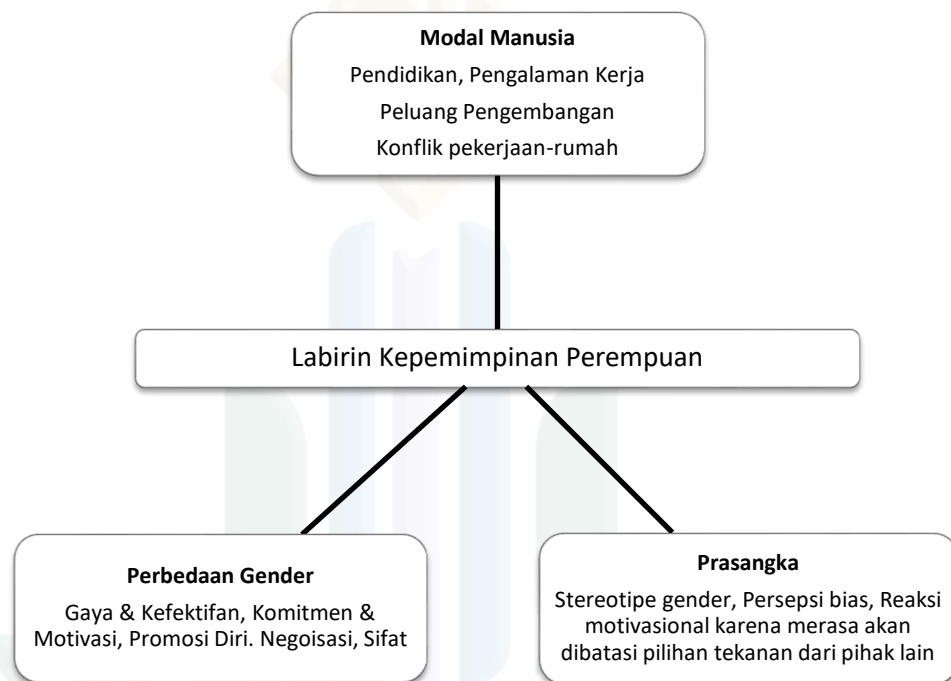 Modal Manusia
Pendidikan, Pengalaman Kerja
Peluang Pengembangan
Konflik pekerjaan-rumah
Labirin Kepemimpinan Perempuan
Perbedaan Gender
Gaya & Kefektifan, Komitmen &
Motivasi, Promosi Diri. Negoisasi, Sifat
Prasangka
Stereotipe gender, Persepsi bias, Reaksi
motivasional karena merasa akan
dibatasi pilihan tekanan dari pihak lain